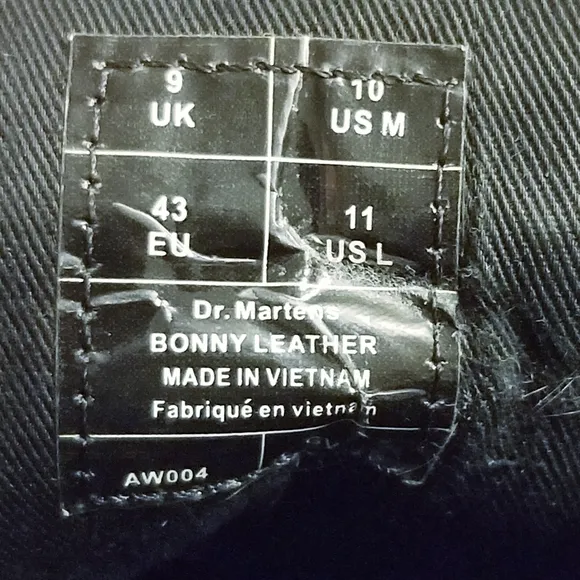 9
UK
10
US M
43
EU
11
US L
Dr. Martens
BONNY LEATHER
MADE IN VIETNAM
Fabriqué en vietnam
AW004